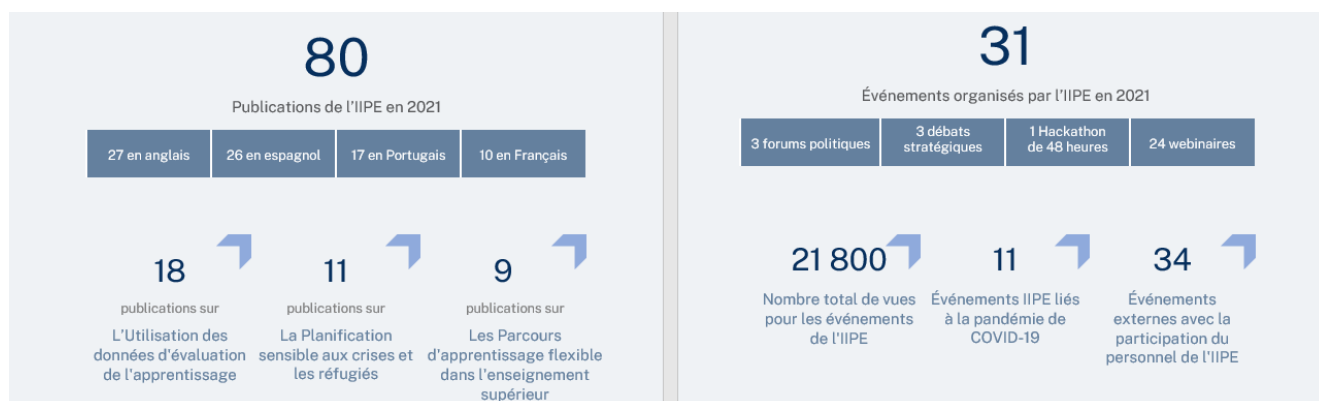 80
Publications de l'IIPE en 2021
27 en anglais
26 en espagnol
17 en Portugais
10 en Français
18
publications sur
L'Utilisation des
données d'évaluation
de l'apprentissage
11
publications sur
La Planification
sensible aux crises et
les réfugiés
9
publications sur
Les Parcours
d'apprentissage flexible
dans l'enseignement
supérieur
31
Événements organisés par l'IIPE en 2021
3 forums politiques
3 débats
stratégiques
1 Hackathon
de 48 heures
24 webinaires
21 800
Nombre total de vues
pour les événements
de l'IIPE
11
Événements IIPE liés
à la pandémie de
COVID-19
34
Événements
externes avec la
participation du
personnel de l'IIPE